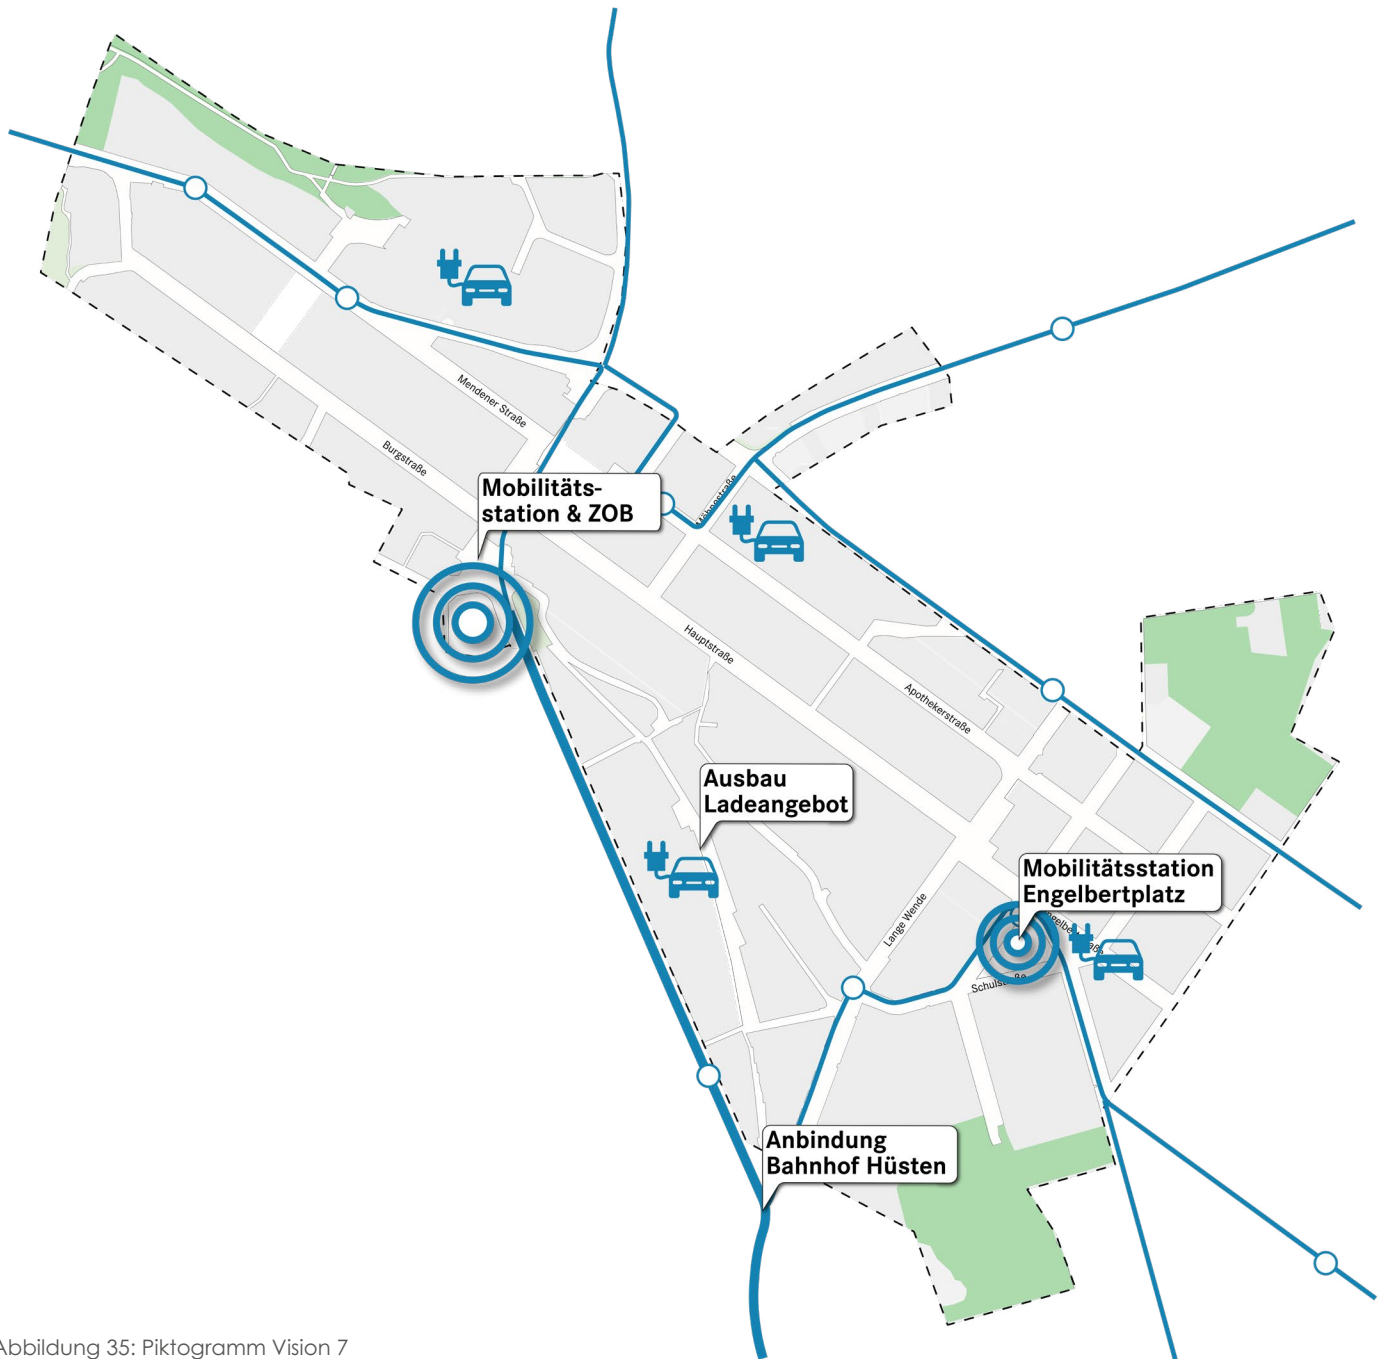 Mendener Straße
Burgstraße
Mobilitäts-
station & ZOB
Möhnestraße
Hauptstraße
Apothekerstraße
Ausbau
Ladeangebot
Mobilitätsstation
Engelbertplatz
Lange Wende
Anbindung
Bahnhof Hüsten
Abbildung 35: Piktogramm Vision 7